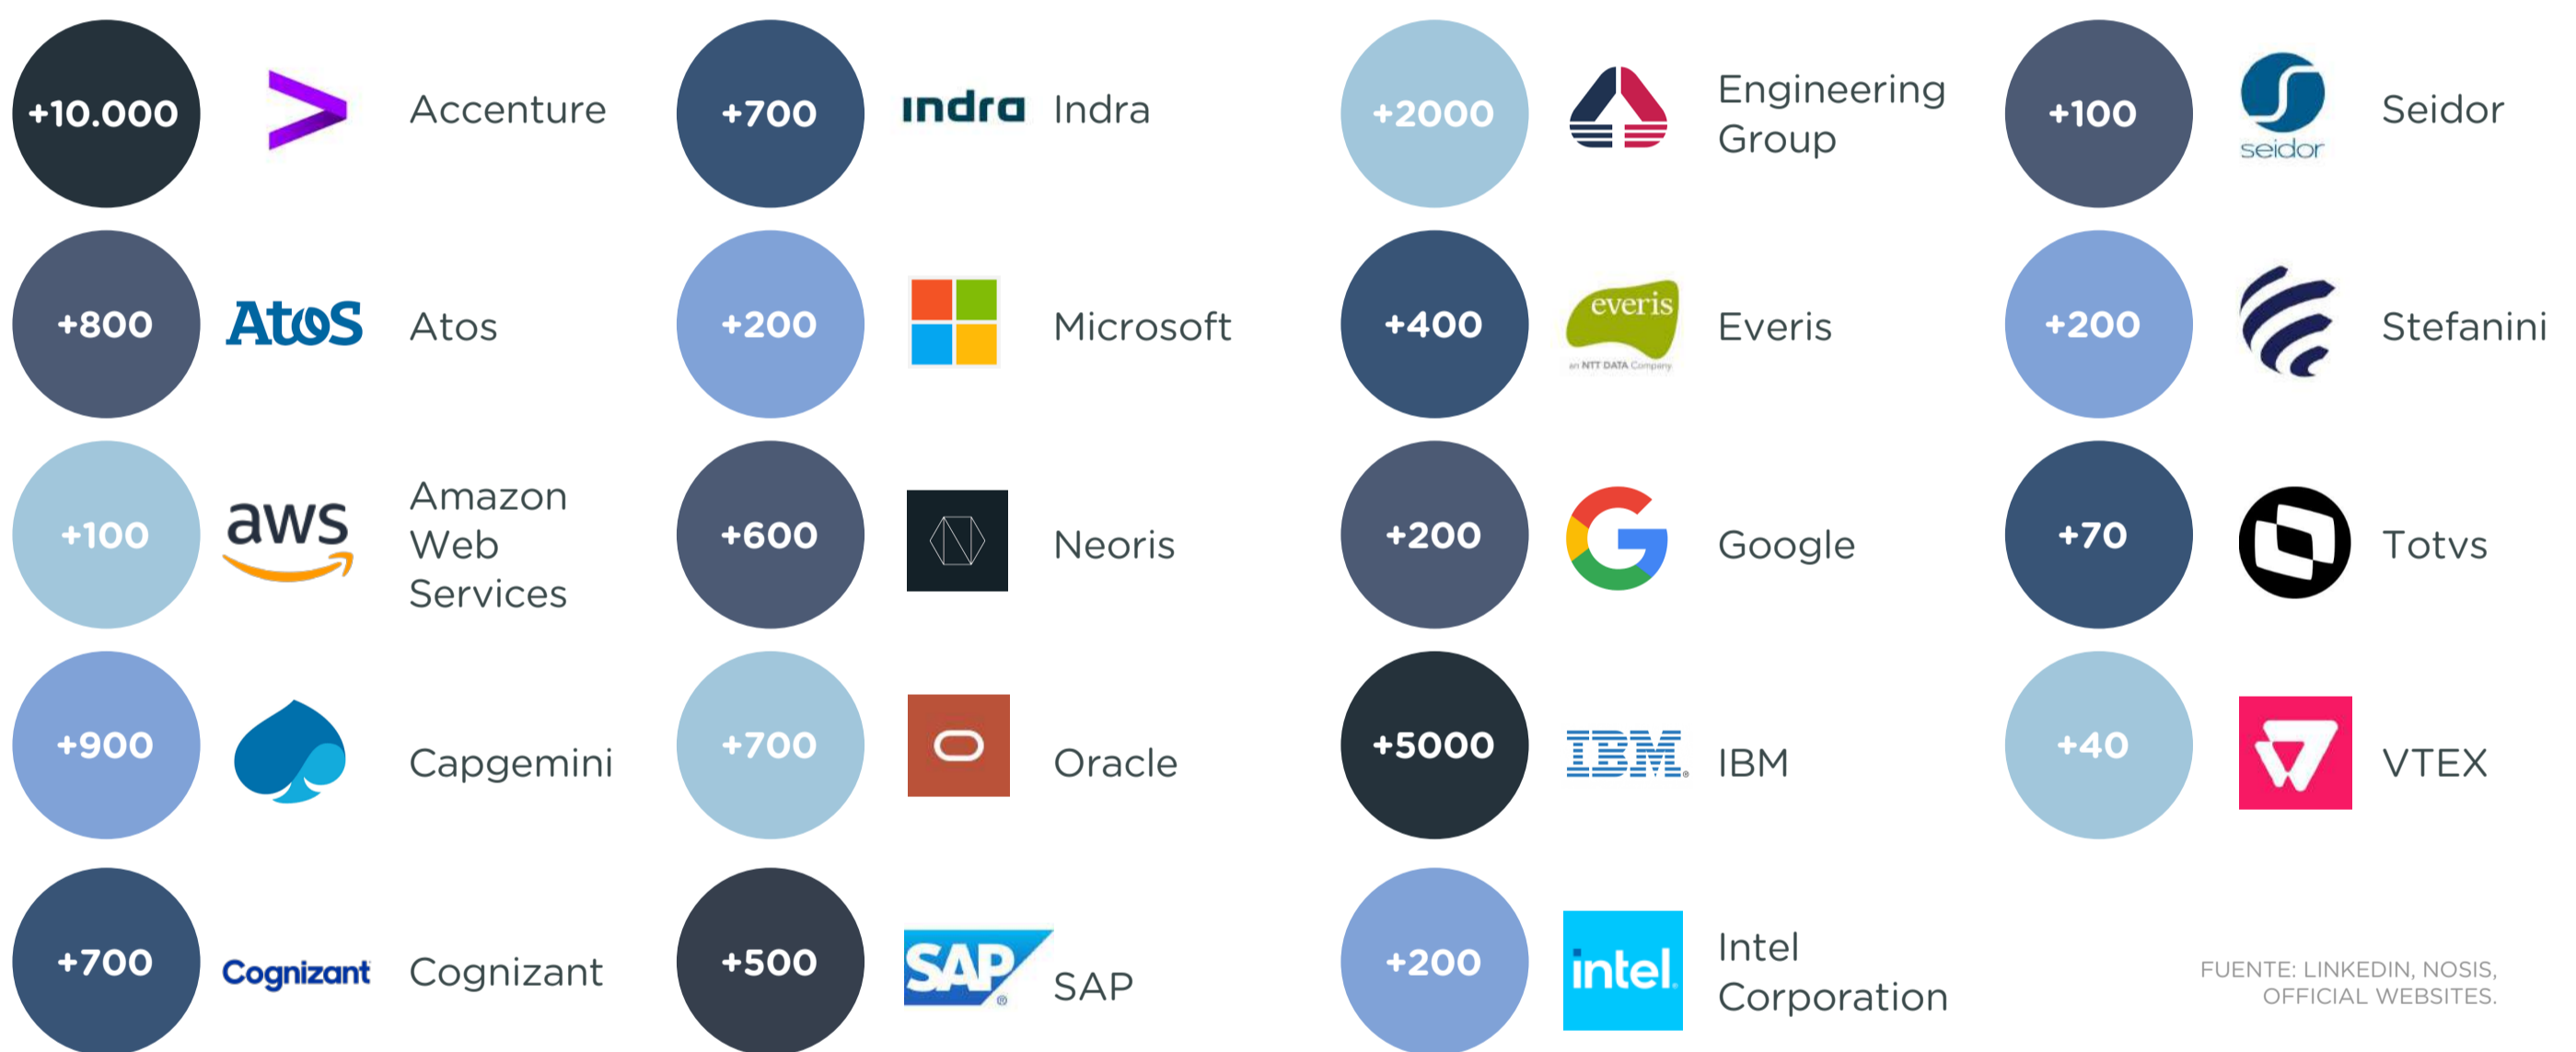 +10.000
Accenture
+700
indra
Indra
+2000
Engineering
Group
+100
seidor
Seidor
+800
Atos
Atos
+200
Microsoft
+400
everis
an NTT DATA Company
Everis
+200
Stefanini
+100
aws
Amazon
Web
Services
+600
Neoris
+200
Google
+70
Totvs
+900
Capgemini
+700
Oracle
+5000
IBM®
IBM
+40
VTEX
+700
Cognizant
Cognizant
+500
SAP®
SAP
+200
intel.
Intel
Corporation
FUENTE: LINKEDIN, NOSIS,
OFFICIAL WEBSITES.